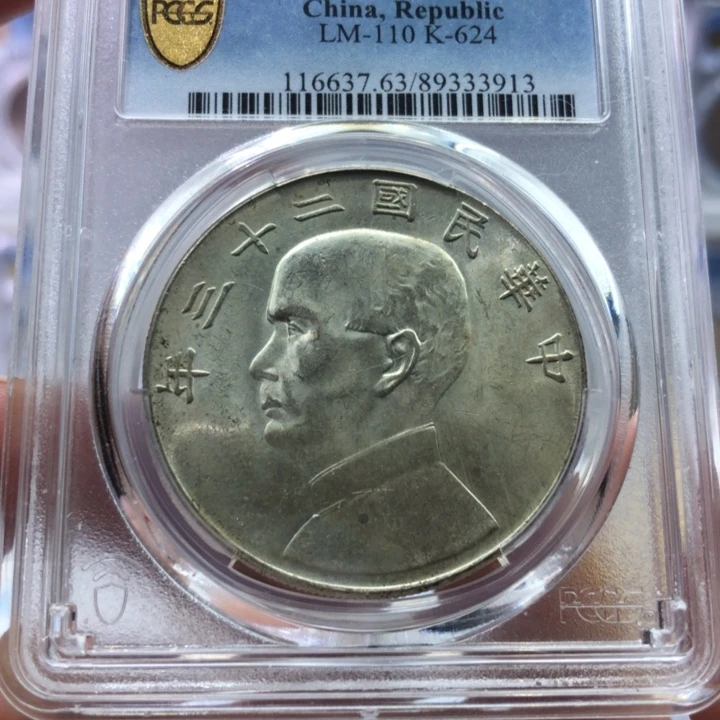 PCGS
China, Republic
LM-110 K-624
116637.63/89333913
中華民國二十三年
PCGS